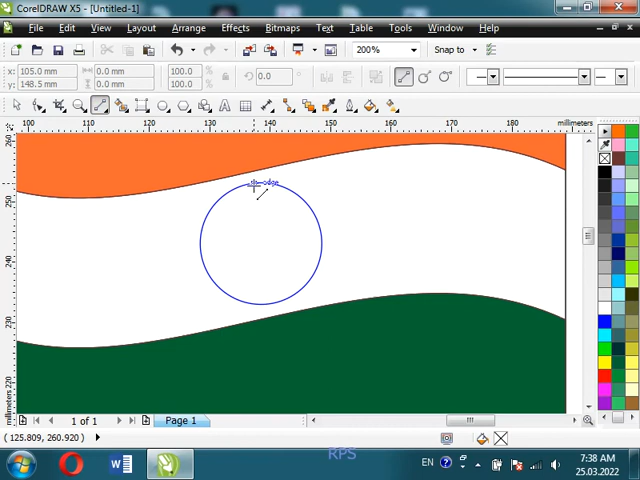 CorelDRAW X5 - [Untitled-1]
File Edit View Layout Arrange Effects Bitmaps Text Table Tools Window Help
200% Snap to
x: 105.0 mm 0.0 mm 100.0 % 0.0
y: 148.5 mm 0.0 mm 100.0 %
100 110 120 130 140 150 160 170 180 millimeters
260
250
240
230
220
millimeters
edge
1 of 1 Page 1
(125.809, 260.920)
RPS
EN 7:38 AM
25.03.2022